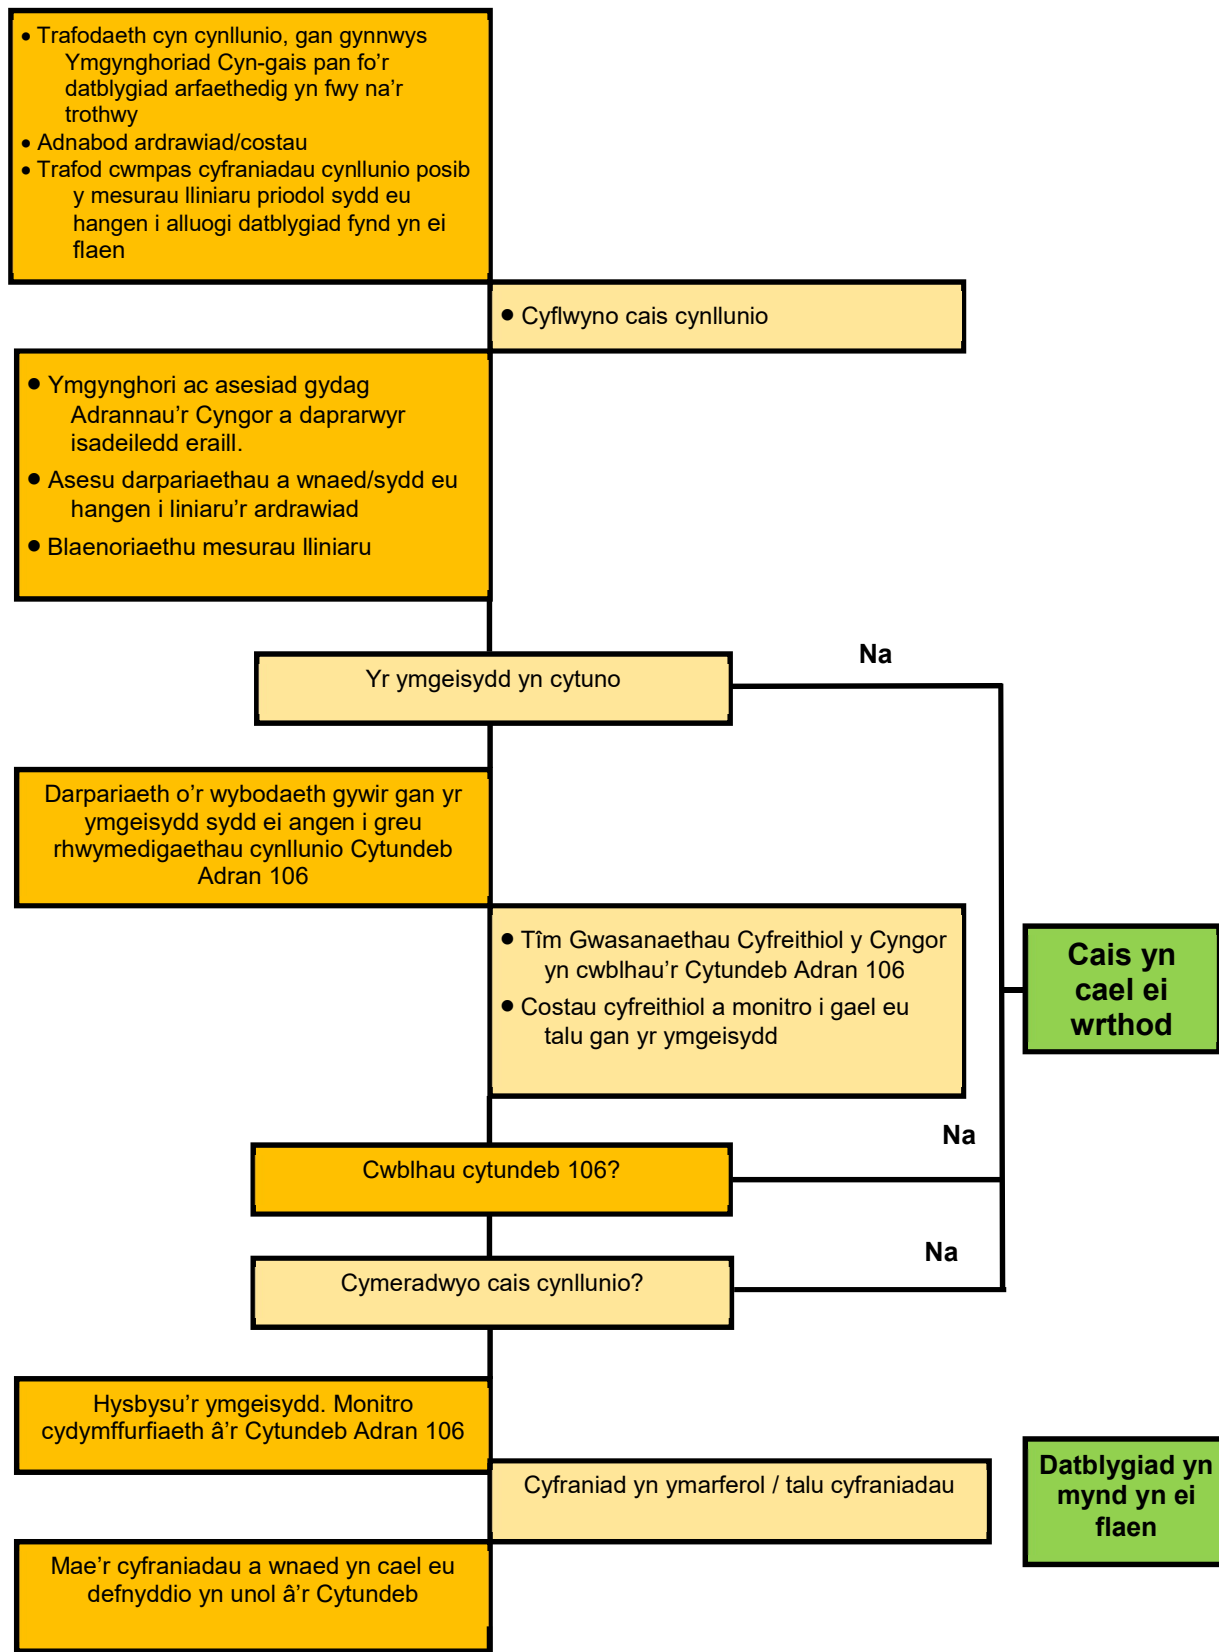 • Trafodaeth cyn cynllunio, gan gynnwys
Ymgynghoriad Cyn-gais pan fo'r
datblygiad arfaethedig yn fwy na'r
trothwy
• Adnabod ardrawiad/costau
• Trafod cwmpas cyfraniadau cynllunio posib
y mesurau lliniaru priodol sydd eu
hangen i alluogi datblygiad fynd yn ei
flaen
• Cyflwyno cais cynllunio
• Ymgynghori ac asesiad gydag
Adrannau'r Cyngor a daprarwyr
isadeiledd eraill.
• Asesu darpariaethau a wnaed/sydd eu
hangen i liniaru'r ardrawiad
• Blaenoriaethu mesurau lliniaru
Na
Yr ymgeisydd yn cytuno
Darpariaeth o'r wybodaeth gywir gan yr
ymgeisydd sydd ei angen i greu
rhwymedigaethau cynllunio Cytundeb
Adran 106
• Tîm Gwasanaethau Cyfreithiol y Cyngor
yn cwblhau'r Cytundeb Adran 106
• Costau cyfreithiol a monitro i gael eu
talu gan yr ymgeisydd
Cais yn
cael ei
wrthod
Na
Cwblhau cytundeb 106?
Na
Cymeradwyo cais cynllunio?
Hysbysu'r ymgeisydd. Monitro
cydymffurfiaeth â'r Cytundeb Adran 106
Cyfraniad yn ymarferol / talu cyfraniadau
Datblygiad yn
mynd yn ei
flaen
Mae'r cyfraniadau a wnaed yn cael eu
defnyddio yn unol â'r Cytundeb